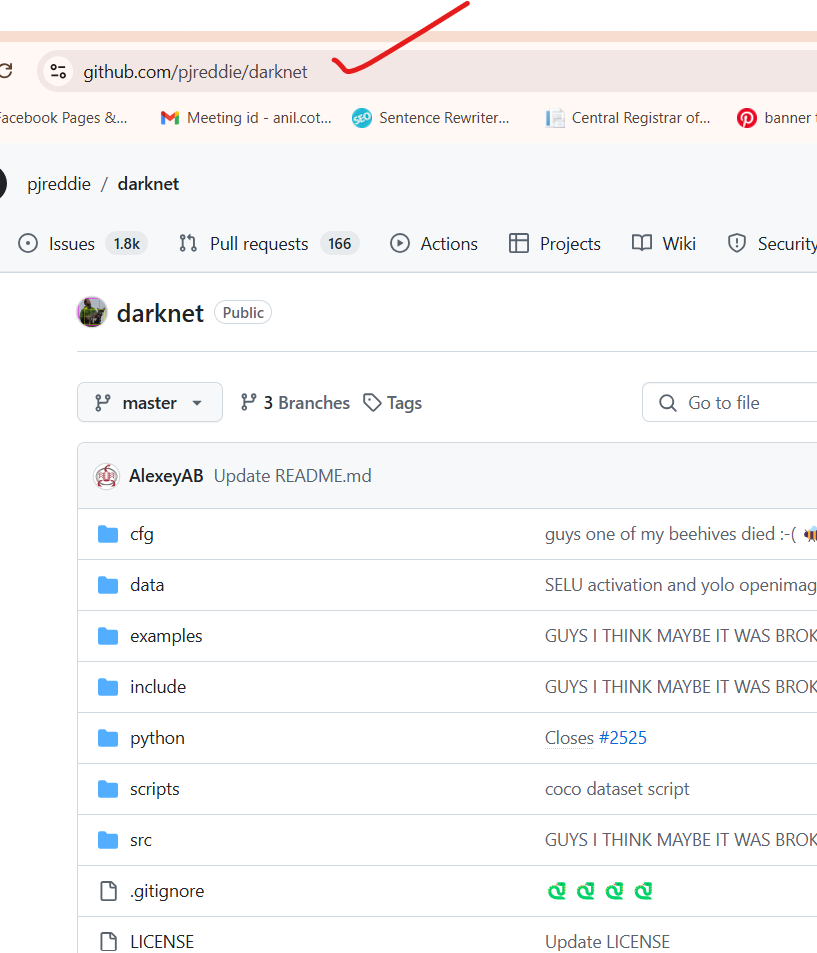 github.com/pjreddie/darknet
Facebook Pages &... Meeting id - anil.cot... SEO Sentence Rewriter... Central Registrar of... banner
pjreddie / darknet
Issues 1.8k Pull requests 166 Actions Projects Wiki Security
darknet Public
master 3 Branches Tags Go to file
AlexeyAB Update README.md
cfg guys one of my beehives died :-( 🐝
data SELU activation and yolo openimag
examples GUYS I THINK MAYBE IT WAS BROK
include GUYS I THINK MAYBE IT WAS BROK
python Closes #2525
scripts coco dataset script
src GUYS I THINK MAYBE IT WAS BROK
.gitignore 🐉 🐉 🐉 🐉
LICENSE Update LICENSE